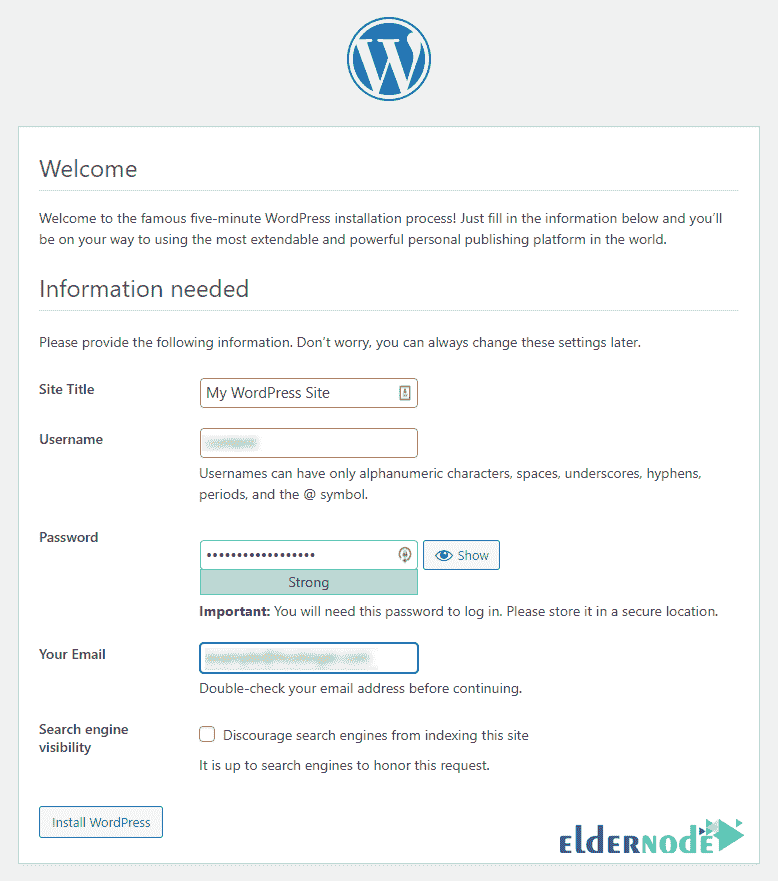 Welcome
Welcome to the famous five-minute WordPress installation process! Just fill in the information below and you’ll
be on your way to using the most extendable and powerful personal publishing platform in the world.
Information needed
Please provide the following information. Don’t worry, you can always change these settings later.
Site Title
My WordPress Site
Username
Usernames can have only alphanumeric characters, spaces, underscores, hyphens,
periods, and the @ symbol.
Password
••••••••••••••••••
Show
Strong
Important: You will need this password to log in. Please store it in a secure location.
Your Email
Double-check your email address before continuing.
Search engine
visibility
Discourage search engines from indexing this site
It is up to search engines to honor this request.
Install WordPress
ELDERNODE